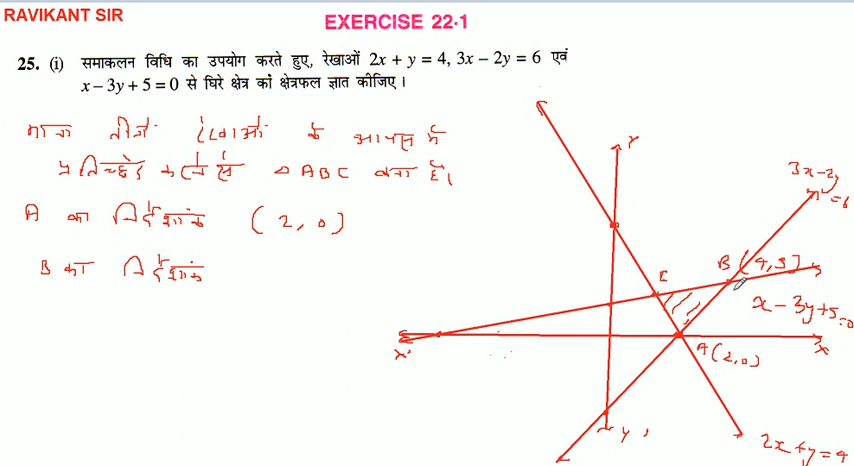 RAVIKANT SIR
EXERCISE 22·1
25. (i) समाकलन विधि का उपयोग करते हुए, रेखाओं 2x + y = 4, 3x – 2y = 6 एवं
x – 3y + 5 = 0 से घिरे क्षेत्र का क्षेत्रफल ज्ञात कीजिए।
माना तीनों रेखाओं के आपस में
प्रतिच्छेद करने से △ ABC बना है।
A का निर्देशांक (2, 0)
B का निर्देशांक
Y
3x-2y
=6
B (4,3)
C
x - 3y+5=0
X'
A(2,0)
X
Y'
2x+y=4